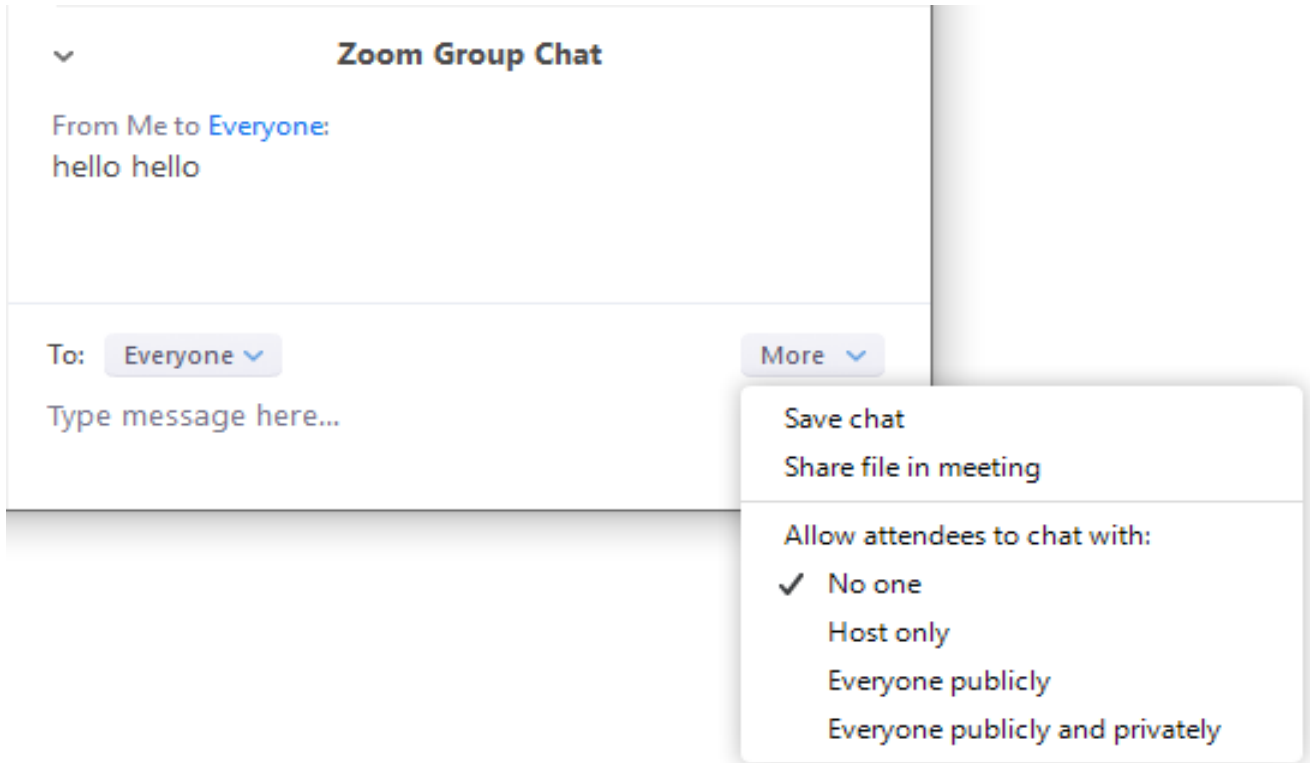 Zoom Group Chat
From Me to Everyone:
hello hello
To: Everyone
More
Type message here...
Save chat
Share file in meeting
Allow attendees to chat with:
No one
Host only
Everyone publicly
Everyone publicly and privately